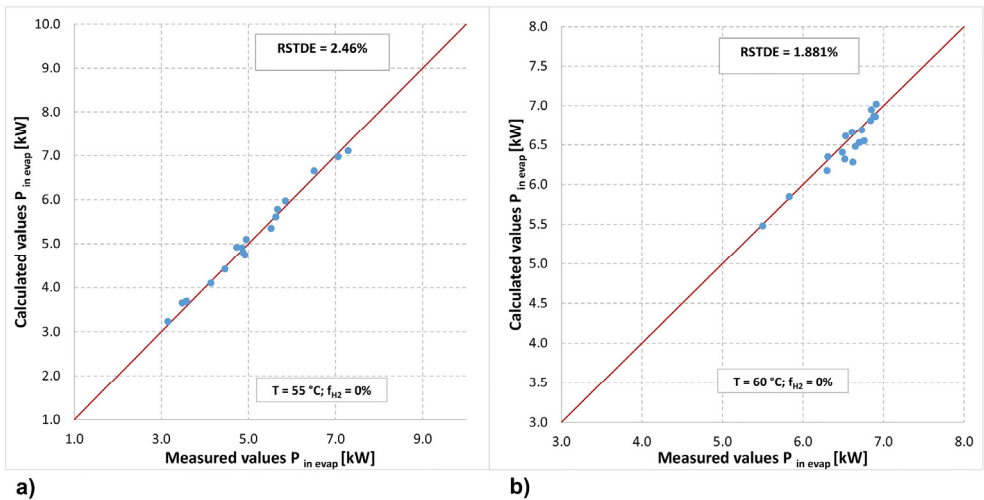 RSTDE = 2.46%
10.0
9.0
8.0
7.0
6.0
5.0
4.0
3.0
2.0
1.0
Calculated values P in evap [kW]
T = 55 °C; fH2 = 0%
1.0 3.0 5.0 7.0 9.0
Measured values P in evap [kW]
a)
RSTDE = 1.881%
8.0
7.5
7.0
6.5
6.0
5.5
5.0
4.5
4.0
3.5
3.0
Calculated values P in evap [kW]
T = 60 °C; fH2 = 0%
3.0 4.0 5.0 6.0 7.0 8.0
Measured values P in evap [kW]
b)